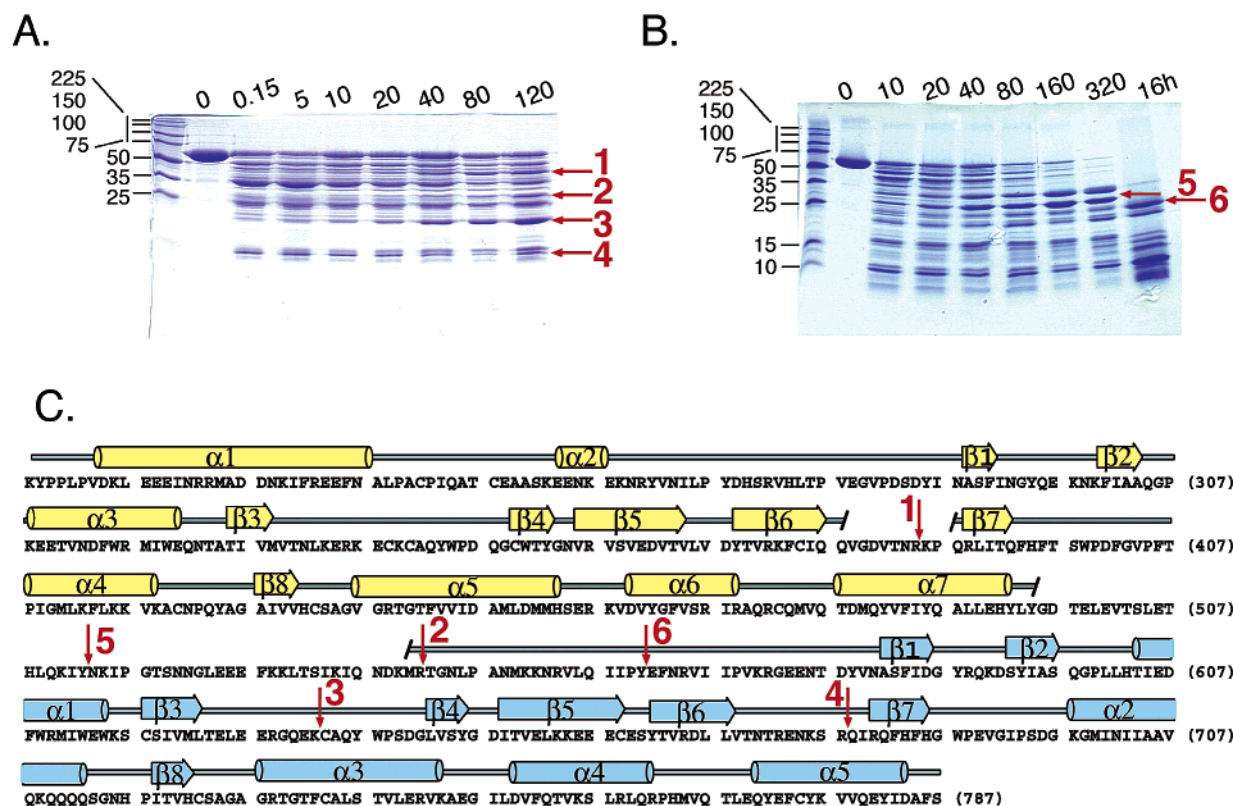 A.
B.
225
150
100
75
50
35
25
0 0.15 5 10 20 40 80 120
1
2
3
4
225
150
100
75
50
35
25
15
10
0 10 20 40 80 160 320 16h
5
6
C.
α1 α2 β1 β2
KYPPLPVDKL EEEINRRMAD DNKIFREEFN ALPACPIQAT CEAASKEENK EKNRYVNILP YDHSRVHLTP VEGVPDSDYI NASFINGYQE KNKFIAAQGP (307)
α3 β3 β4 β5 β6 1 β7
KEETVNDFWR MIWEQNTATI VMVTNLKERK ECKCAQYWPD QGCWTYGNVR VSVEDVTVLV DYTVRKFCIQ QVGDVTNRKP QRLITQFHFT SWPDFGVPFT (407)
α4 β8 α5 α6 α7
PIGMLKFLKK VKACNPQYAG AIVVHCSAGV GRTGTFVVID AMLDMMHSER KVDVYGFVSR IRAQRCQMVQ TDMQYVFIYQ ALLEHYLYGD TELEVTSLET (507)
5 2 6 β1 β2
HLQKIYNKIP GTSNNGLEEE FKKLTSIKIQ NDKMRTGNLP ANMKKNRVLQ IIPYEFNRVI IPVKRGEENT DYVNASFIDG YRQKDSYIAS QGPLLHTIED (607)
α1 β3 3 β4 β5 β6 4 β7 α2
FWRMIWEWKS CSIVMLTELE ERGQEKCAQY WPSDGLVSYG DITVELKKEE ECESYTVRDL LVTNTRENKS RQIRQFHFHG WPEVGIPSDG KGMINIIAAV (707)
β8 α3 α4 α5
QKQQQQSGNH PITVHCSAGA GRTGTFCALS TVLERVKAEG ILDVFQTVKS LRLQRPHMVQ TLEQYEFCYK VVQEYIDAFS (787)